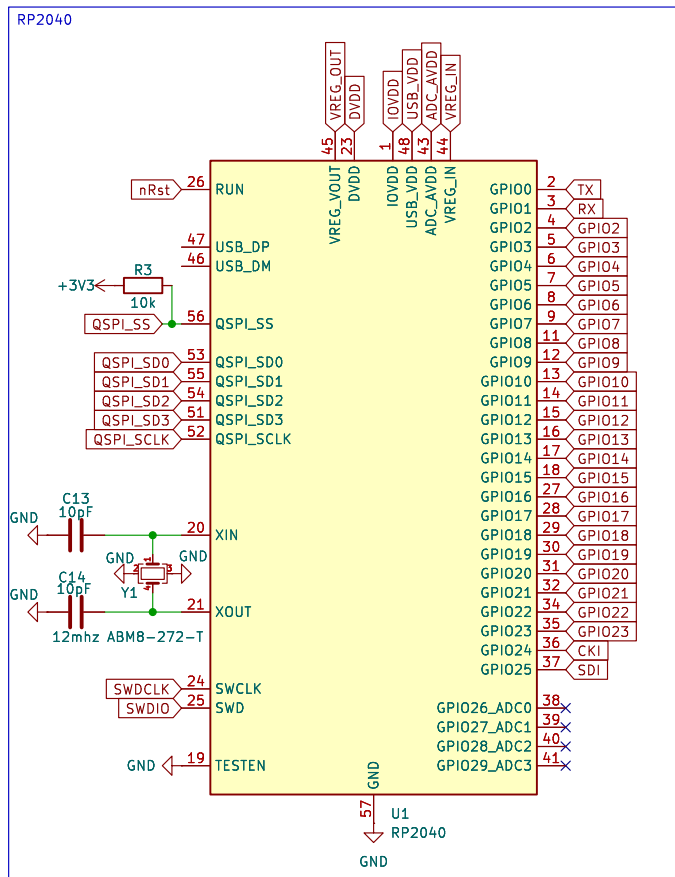 RP2040
VREG_OUT
DVDD
IOVDD
USB_VDD
ADC_AVDD
VREG_IN
45
23
1
48
43
44
VREG_VOUT
DVDD
IOVDD
USB_VDD
ADC_AVDD
VREG_IN
nRst 26 RUN
47 USB_DP
46 USB_DM
R3
+3V3
10k
QSPI_SS 56 QSPI_SS
QSPI_SD0 53 QSPI_SD0
QSPI_SD1 55 QSPI_SD1
QSPI_SD2 54 QSPI_SD2
QSPI_SD3 51 QSPI_SD3
QSPI_SCLK 52 QSPI_SCLK
C13
10pF
GND
20 XIN
GND
1
2
3
4
GND
Y1
C14
10pF
GND
21 XOUT
12mhz ABM8-272-T
SWDCLK 24 SWCLK
SWDIO 25 SWD
GND 19 TESTEN
GPIO0 2 TX
GPIO1 3 RX
GPIO2 4 GPIO2
GPIO3 5 GPIO3
GPIO4 6 GPIO4
GPIO5 7 GPIO5
GPIO6 8 GPIO6
GPIO7 9 GPIO7
GPIO8 11 GPIO8
GPIO9 12 GPIO9
GPIO10 13 GPIO10
GPIO11 14 GPIO11
GPIO12 15 GPIO12
GPIO13 16 GPIO13
GPIO14 17 GPIO14
GPIO15 18 GPIO15
GPIO16 27 GPIO16
GPIO17 28 GPIO17
GPIO18 29 GPIO18
GPIO19 30 GPIO19
GPIO20 31 GPIO20
GPIO21 32 GPIO21
GPIO22 34 GPIO22
GPIO23 35 GPIO23
GPIO24 36 CKI
GPIO25 37 SDI
GPIO26_ADC0 38
GPIO27_ADC1 39
GPIO28_ADC2 40
GPIO29_ADC3 41
GND
57
U1
RP2040
GND